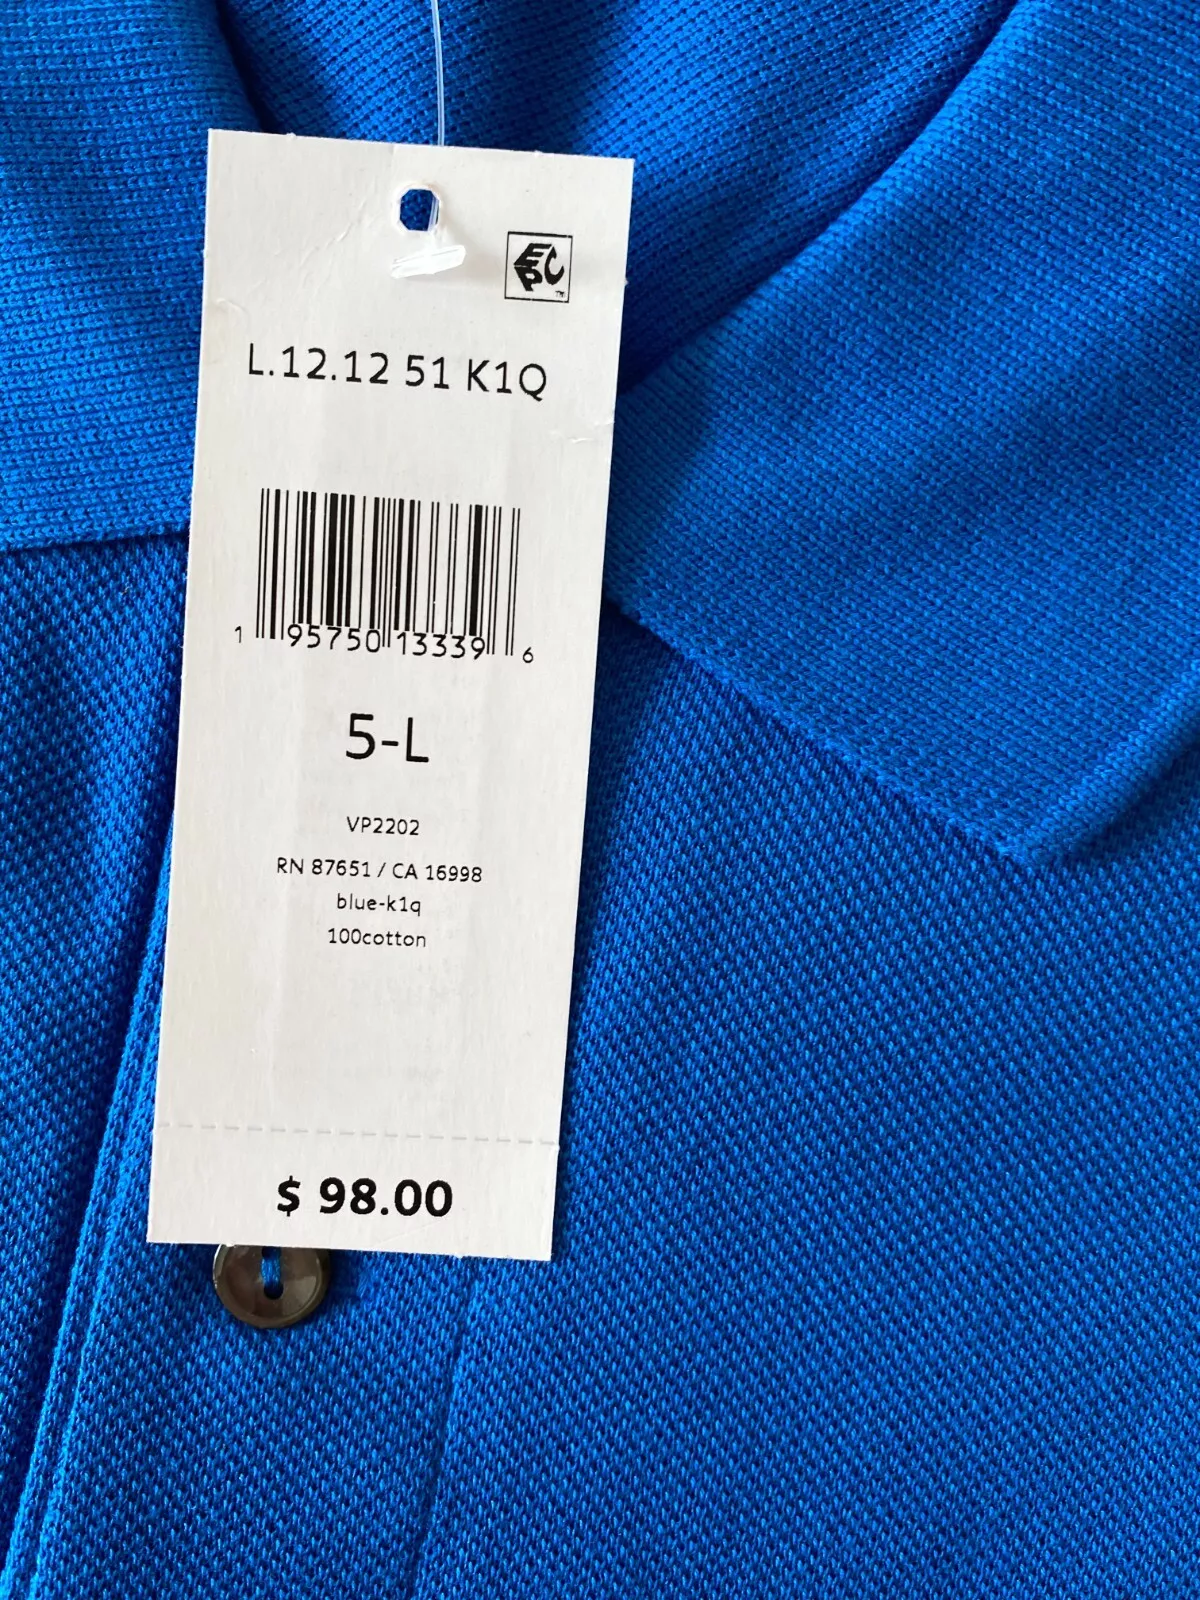 EPC™
L.12.12 51 K1Q
1 95750 13339 6
5-L
VP2202
RN 87651 / CA 16998
blue-k1q
100cotton
$ 98.00